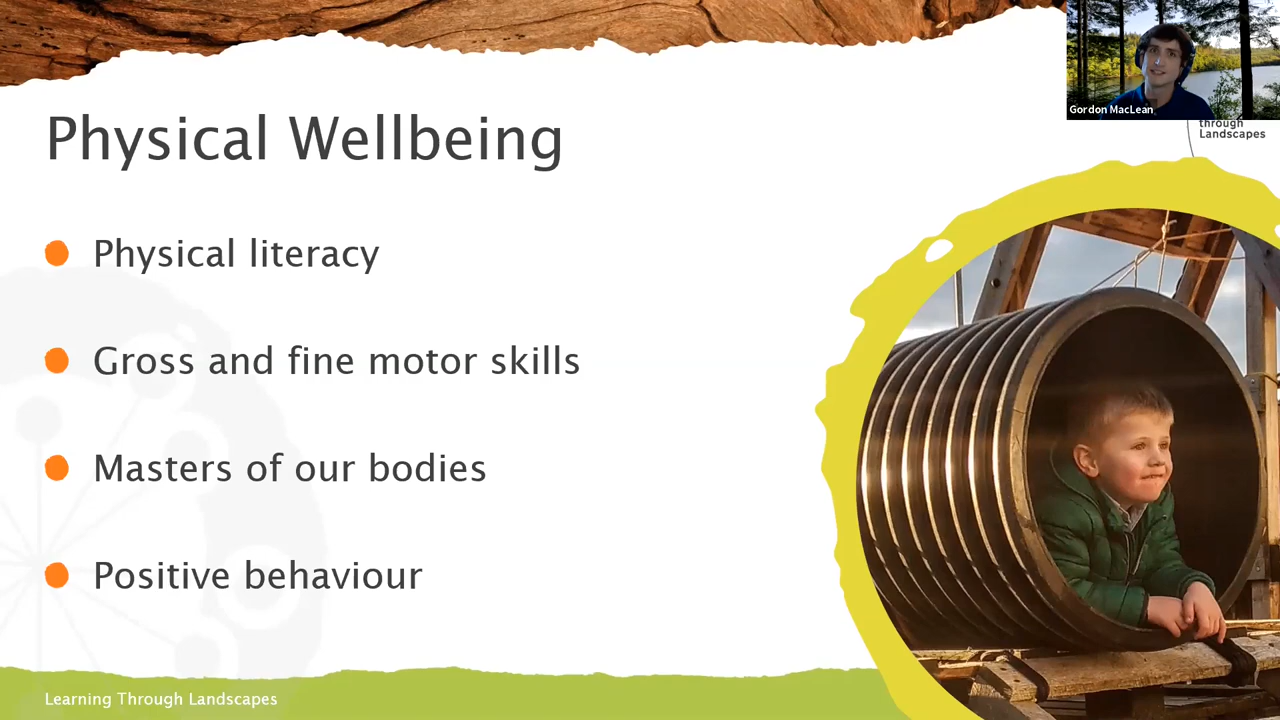 Gordon MacLean
through
Landscapes
Physical Wellbeing
Physical literacy
Gross and fine motor skills
Masters of our bodies
Positive behaviour
Learning Through Landscapes